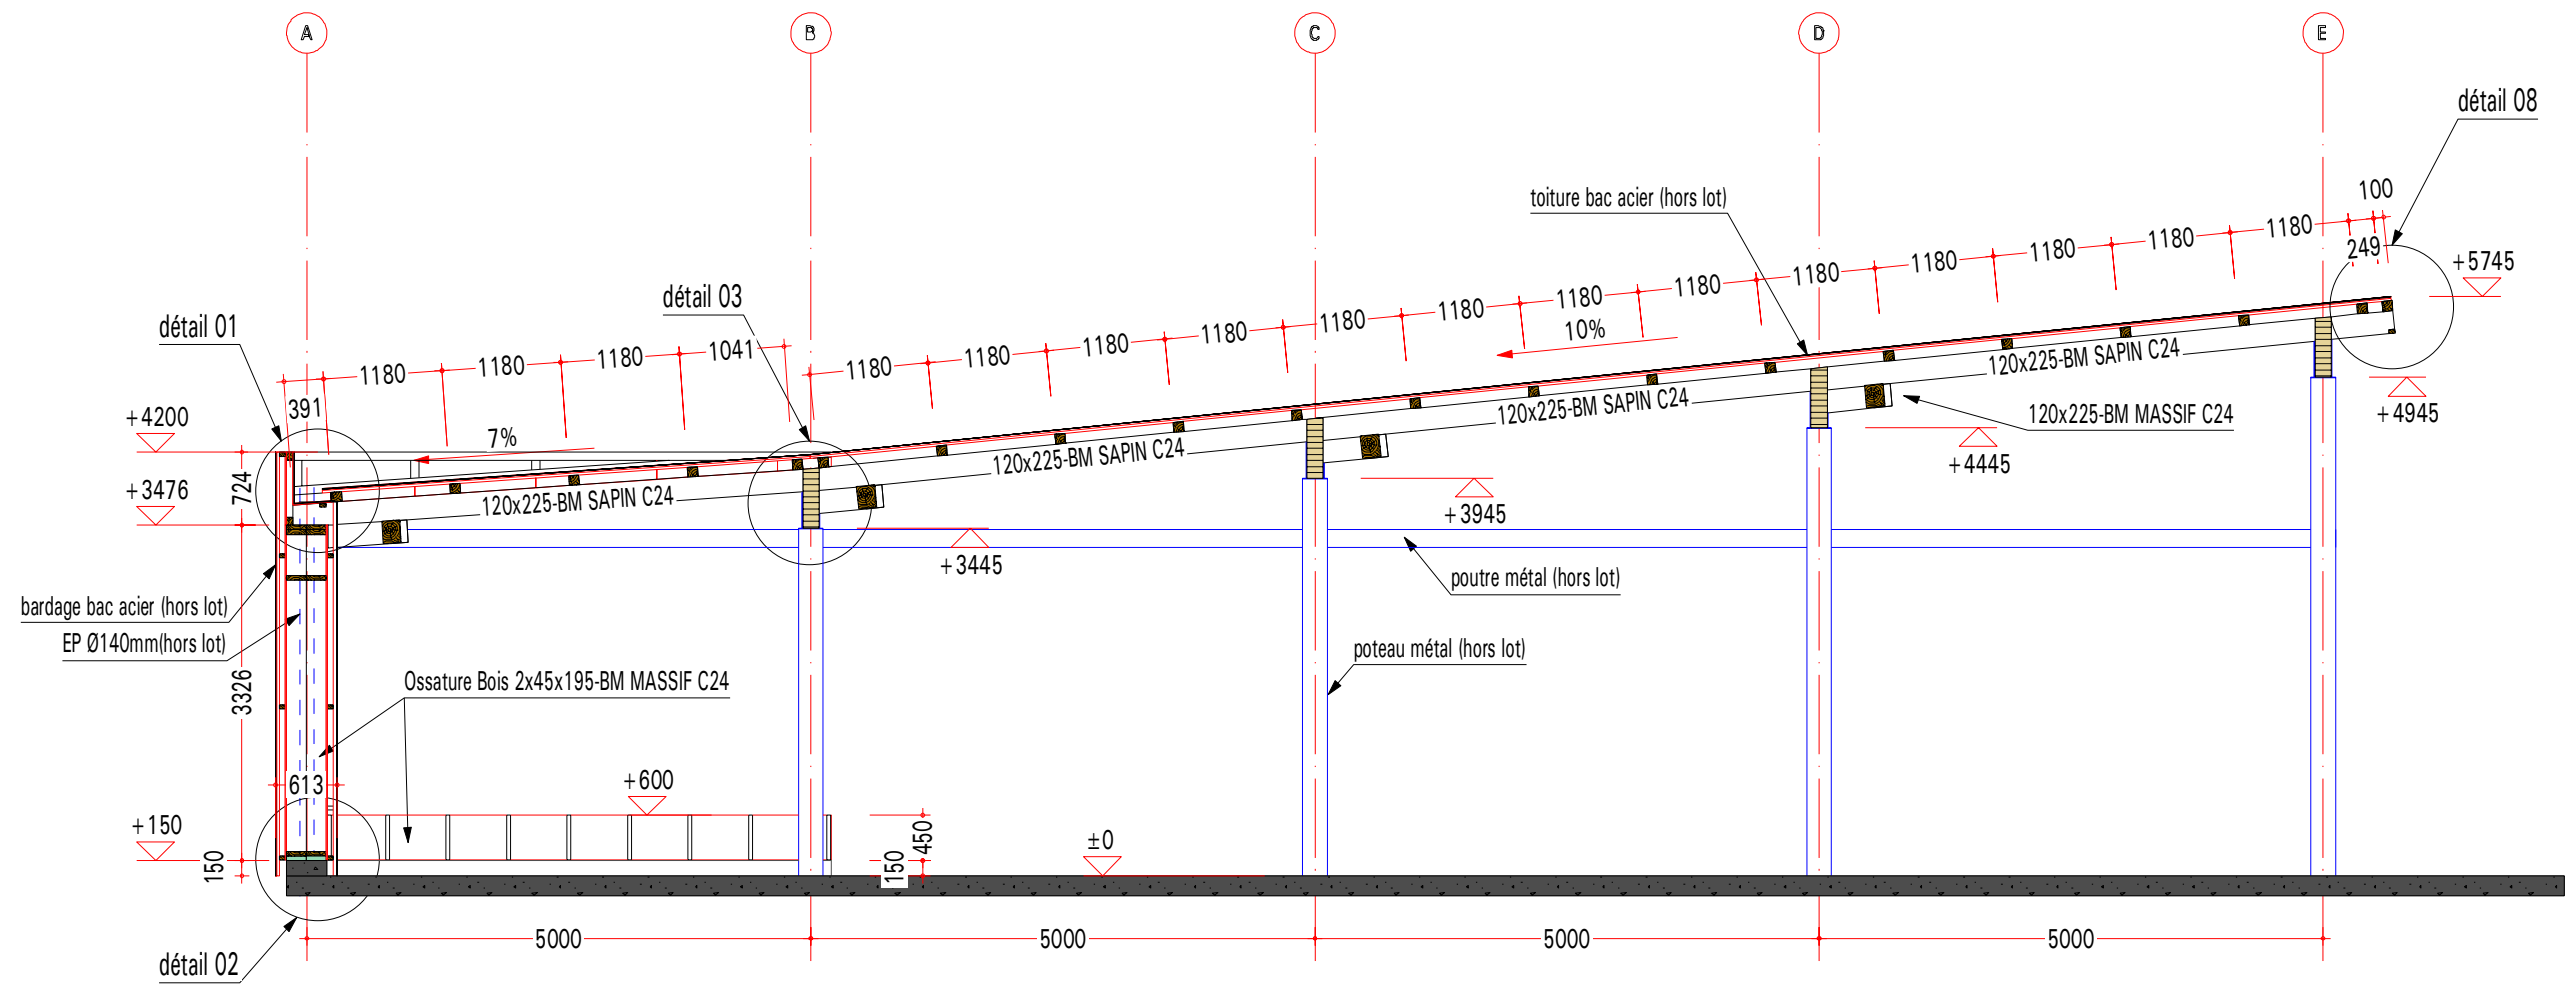 A
B
C
D
E
détail 08
100
toiture bac acier (hors lot)
1180
1180
1180
1180
1180
1180
1180
1180
1180
1180
1180
1180
1180
249
+5745
détail 03
détail 01
10%
1180
1180
1180
1041
391
+4200
7%
120x225-BM SAPIN C24
120x225-BM SAPIN C24
120x225-BM SAPIN C24
120x225-BM SAPIN C24
120x225-BM MASSIF C24
+4945
+4445
+3945
+3445
724
+3476
poutre métal (hors lot)
bardage bac acier (hors lot)
EP Ø140mm(hors lot)
poteau métal (hors lot)
Ossature Bois 2x45x195-BM MASSIF C24
3326
613
+600
+150
150
450
150
±0
5000
5000
5000
5000
détail 02